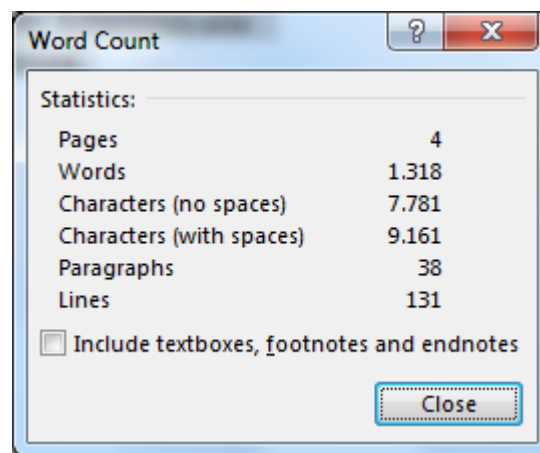 Word Count
?
X
Statistics:
Pages 4
Words 1.318
Characters (no spaces) 7.781
Characters (with spaces) 9.161
Paragraphs 38
Lines 131
Include textboxes, footnotes and endnotes
Close